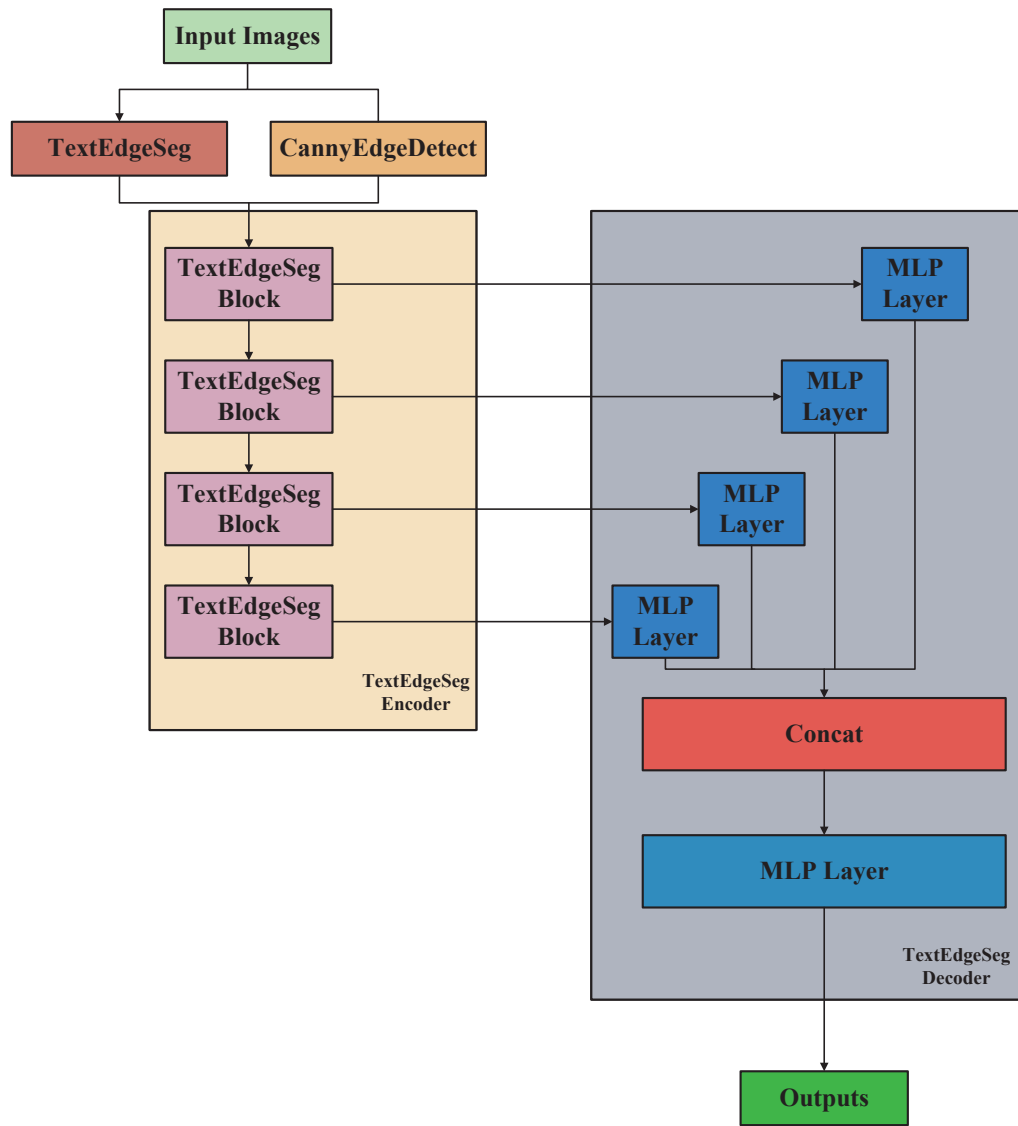 Input Images
TextEdgeSeg
CannyEdgeDetect
TextEdgeSeg
Block
MLP
Layer
TextEdgeSeg
Block
MLP
Layer
TextEdgeSeg
Block
MLP
Layer
TextEdgeSeg
Block
MLP
Layer
TextEdgeSeg
Encoder
Concat
MLP Layer
TextEdgeSeg
Decoder
Outputs